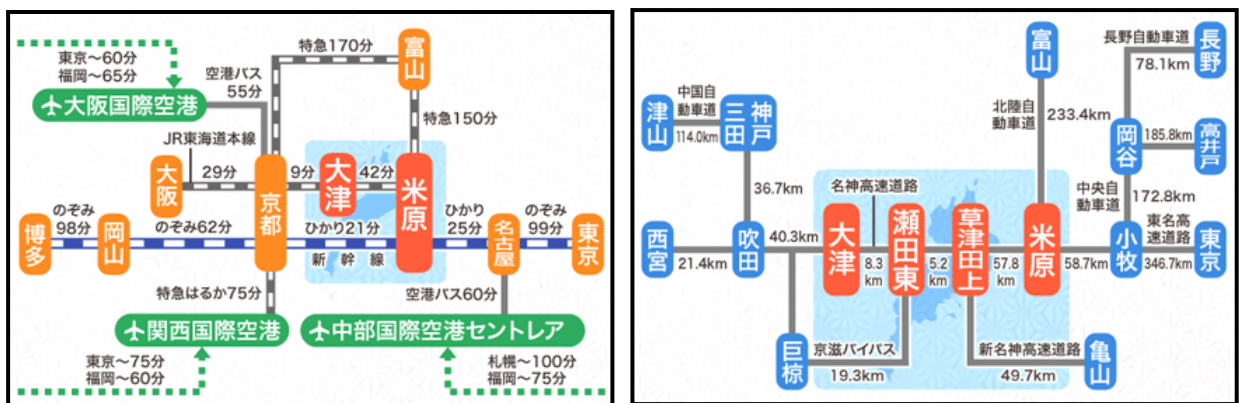 特急170分
富山
東京～60分
福岡～65分
空港バス
55分
大阪国際空港
特急150分
JR東海道本線
大阪
29分
京都
9分
大津
42分
米原
博多
のぞみ
98分
岡山
のぞみ62分
ひかり21分
新幹線
ひかり
25分
名古屋
のぞみ
99分
東京
特急はるか75分
空港バス60分
関西国際空港
中部国際空港セントレア
東京～75分
福岡～60分
札幌～100分
福岡～75分
富山
長野自動車道
78.1km
長野
津山
中国自
動車道
114.0km
三田
神戸
北陸自
動車道
233.4km
岡谷
185.8km
高井戸
36.7km
名神高速道路
中央自
動車道
172.8km
西宮
21.4km
吹田
40.3km
大津
8.3
km
瀬田東
5.2
km
草津田上
57.8
km
米原
58.7km
小牧
東名高
速道路
346.7km
東京
巨椋
京滋バイパス
19.3km
新名神高速道路
49.7km
亀山